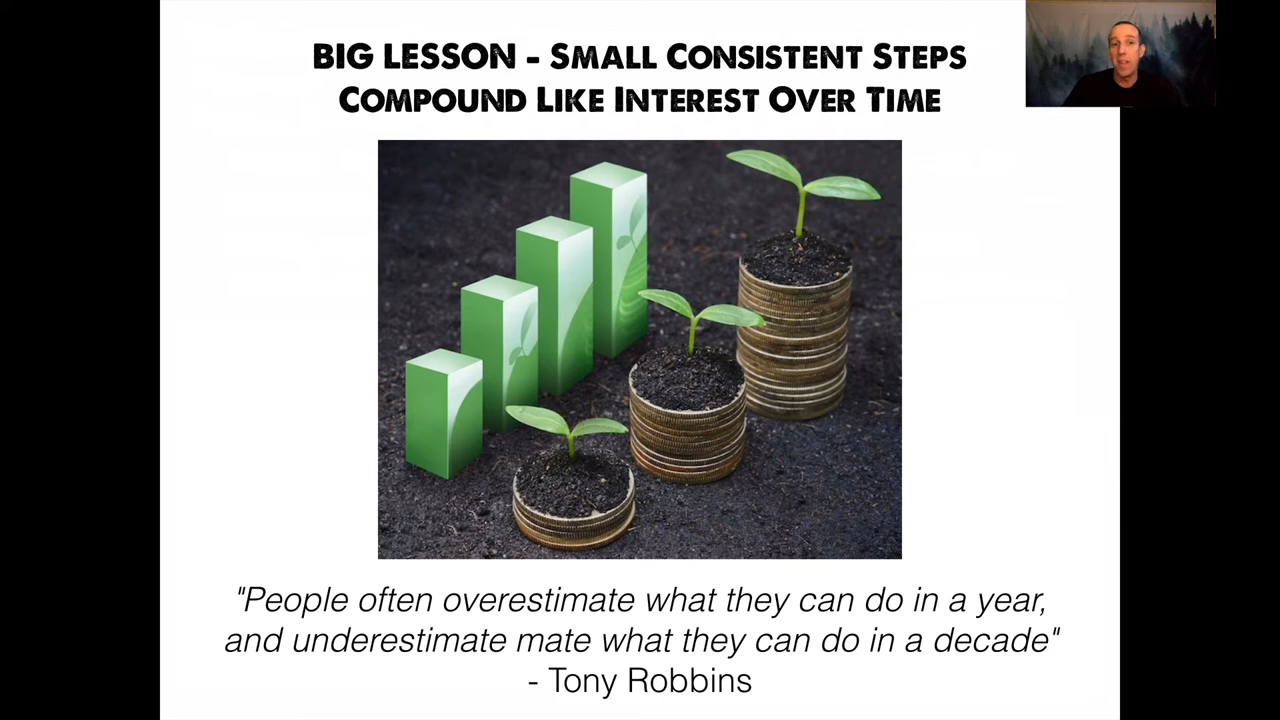 BIG LESSON - SMALL CONSISTENT STEPS
COMPOUND LIKE INTEREST OVER TIME
"People often overestimate what they can do in a year,
and underestimate mate what they can do in a decade"
- Tony Robbins